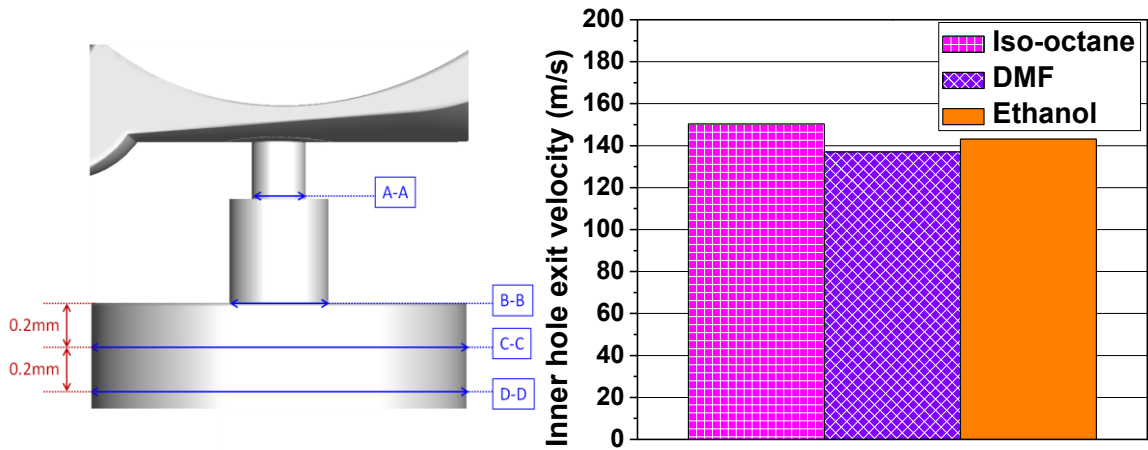 A-A
B-B
0.2mm
C-C
0.2mm
D-D
Inner hole exit velocity (m/s)
200
180
160
140
120
100
80
60
40
20
0
Iso-octane
DMF
Ethanol